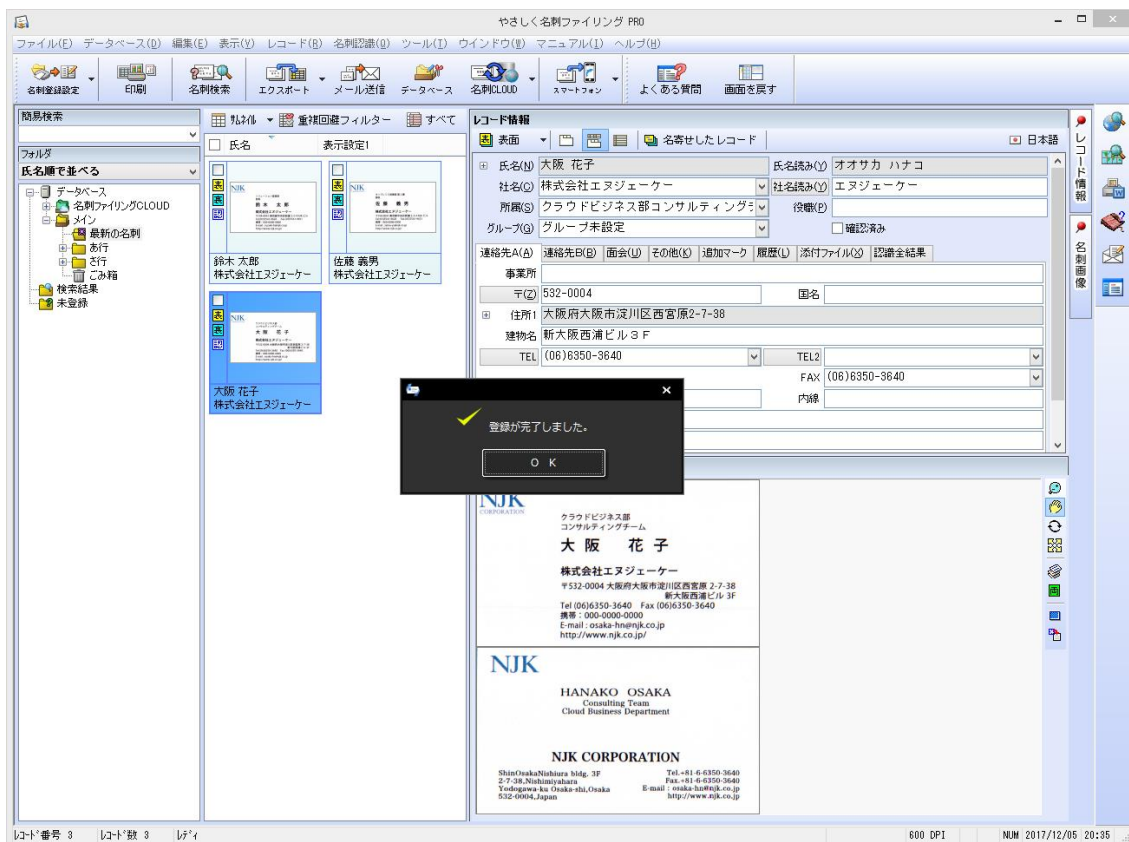 やさしく名刺ファイリング PRO
ファイル(F) データベース(D) 編集(E) 表示(V) レコード(R) 名刺認識(Q) ツール(T) ウインドウ(W) マニュアル(I) ヘルプ(H)
名刺登録設定 印刷 名刺検索 エクスポート メール送信 データベース 名刺CLOUD スマートフォン よくある質問 画面を戻す
簡易検索
フォルダ
氏名順で並べる
データベース
名刺ファイリングCLOUD
メイン
最新の名刺
あ行
さ行
ごみ箱
検索結果
未登録
ｻﾑﾈｲﾙ 重複回避フィルター すべて
氏名 表示設定1
表
裏
認
NJK
鈴木 太郎
株式会社エヌジェーケー
表
裏
認
NJK
佐藤 義男
株式会社エヌジェーケー
表
裏
認
NJK
大阪 花子
株式会社エヌジェーケー
レコード情報
表 表面 名寄せしたレコード 日本語
氏名(N) 大阪 花子 氏名読み(Y) オオサカ ハナコ
社名(C) 株式会社エヌジェーケー 社名読み(Y) エヌジェーケー
所属(S) クラウドビジネス部コンサルティングラ 役職(P)
グループ(G) グループ未設定 確認済み
連絡先A(A) 連絡先B(B) 面会(U) その他(K) 追加マーク 履歴(L) 添付ファイル(X) 認識全結果
事業所
〒(Z) 532-0004 国名
住所1 大阪府大阪市淀川区西宮原2-7-38
建物名 新大阪西浦ビル３Ｆ
TEL (06)6350-3640 TEL2
FAX (06)6350-3640
内線
登録が完了しました。
Ｏ Ｋ
NJK
CORPORATION
クラウドビジネス部
コンサルティングチーム
大 阪 花 子
株式会社エヌジェーケー
〒532-0004 大阪府大阪市淀川区西宮原 2-7-38
新大阪西浦ビル 3F
Tel (06)6350-3640 Fax (06)6350-3640
携帯：000-0000-0000
E-mail : osaka-hn@njk.co.jp
http://www.njk.co.jp/
NJK
HANAKO OSAKA
Consulting Team
Cloud Business Department
NJK CORPORATION
ShinOsakaNishiura bldg. 3F Tel.+81-6-6350-3640
2-7-38,Nishimiyahara Fax.+81-6-6350-3640
Yodogawa-ku Osaka-shi,Osaka E-mail : osaka-hn@njk.co.jp
532-0004,Japan http://www.njk.co.jp
レコード情報
名刺画像
ﾚｺｰﾄﾞ番号 3 ﾚｺｰﾄﾞ数 3 ﾚﾃﾞｨ 600 DPI NUM 2017/12/05 20:35